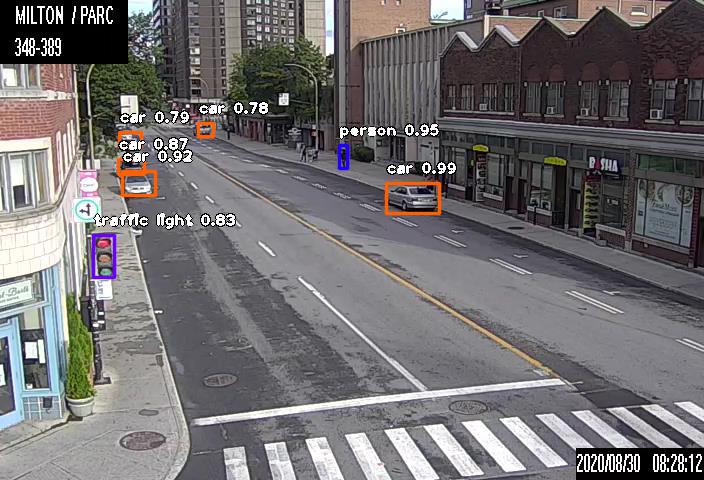 MILTON / PARC
348-389
car 0.79
car 0.78
car 0.87
car 0.92
person 0.95
car 0.99
traffic light 0.83
2020/08/30 08:28:12